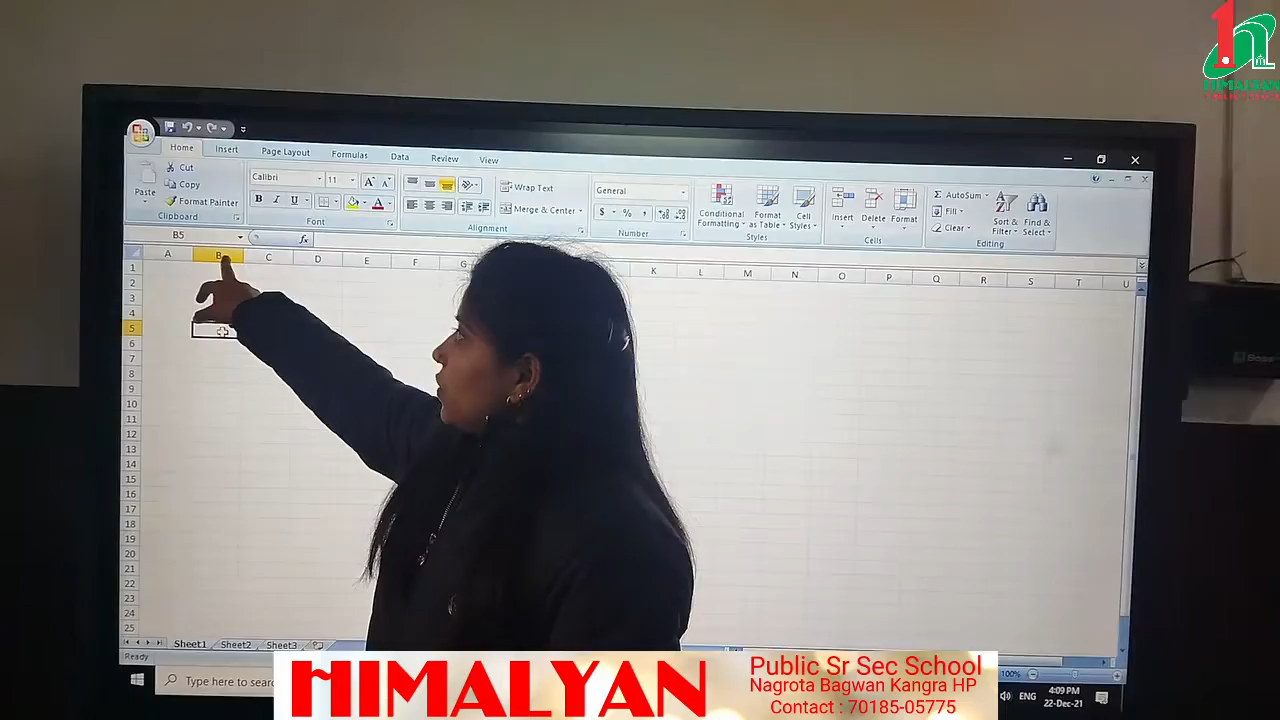 HIMALYAN
Home Insert Page Layout Formulas Data Review View
Cut
Copy
Format Painter
Paste
Clipboard
Calibri 11
B I U
Font
Wrap Text
Merge & Center
Alignment
General
$ % ,
Number
Conditional Formatting
Format as Table
Cell Styles
Styles
Insert Delete Format
Cells
Σ AutoSum
Fill
Clear
Sort & Filter
Find & Select
Editing
B5 fx
A B C D E F G K L M N O P Q R S T U
1
2
3
4
5
6
7
8
9
10
11
12
13
14
15
16
17
18
19
20
21
22
23
24
25
Sheet1 Sheet2 Sheet3
Ready
100%
Type here to sear
ENG
4:09 PM
22-Dec-21
HIMALYAN
Public Sr Sec School
Nagrota Bagwan Kangra HP
Contact : 70185-05775